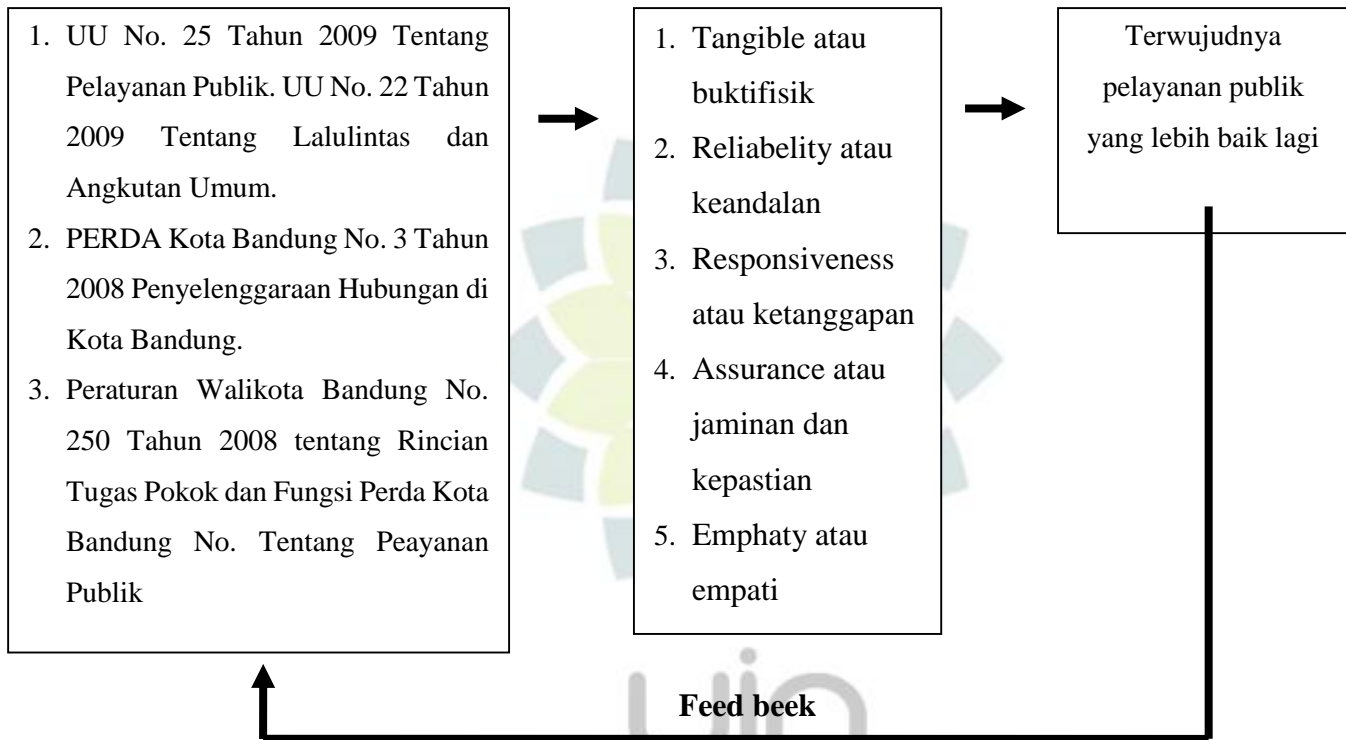 1. UU No. 25 Tahun 2009 Tentang
Pelayanan Publik. UU No. 22 Tahun
2009 Tentang Lalulintas dan
Angkutan Umum.
2. PERDA Kota Bandung No. 3 Tahun
2008 Penyelenggaraan Hubungan di
Kota Bandung.
3. Peraturan Walikota Bandung No.
250 Tahun 2008 tentang Rincian
Tugas Pokok dan Fungsi Perda Kota
Bandung No. Tentang Peayanan
Publik
1. Tangible atau
buktifisik
2. Reliabelity atau
keandalan
3. Responsiveness
atau ketanggapan
4. Assurance atau
jaminan dan
kepastian
5. Emphaty atau
empati
Terwujudnya
pelayanan publik
yang lebih baik lagi
Feed beek
uin